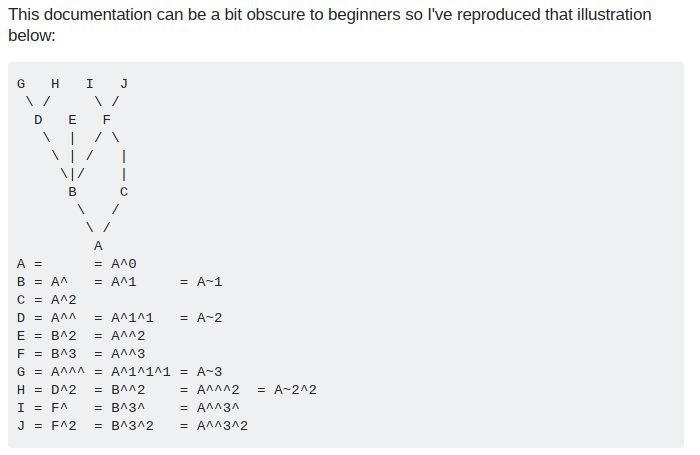 This documentation can be a bit obscure to beginners so I've reproduced that illustration
below:
G   H   I   J
 \ /     \ /
  D   E   F
   \  |  / \
    \ | /   |
     \|/    |
      B     C
       \   /
        \ /
         A
A =      = A^0
B = A^   = A^1     = A~1
C = A^2
D = A^^  = A^1^1   = A~2
E = B^2  = A^^2
F = B^3  = A^^3
G = A^^^ = A^1^1^1 = A~3
H = D^2  = B^^2    = A^^^2  = A~2^2
I = F^   = B^3^    = A^^3^
J = F^2  = B^3^2   = A^^3^2